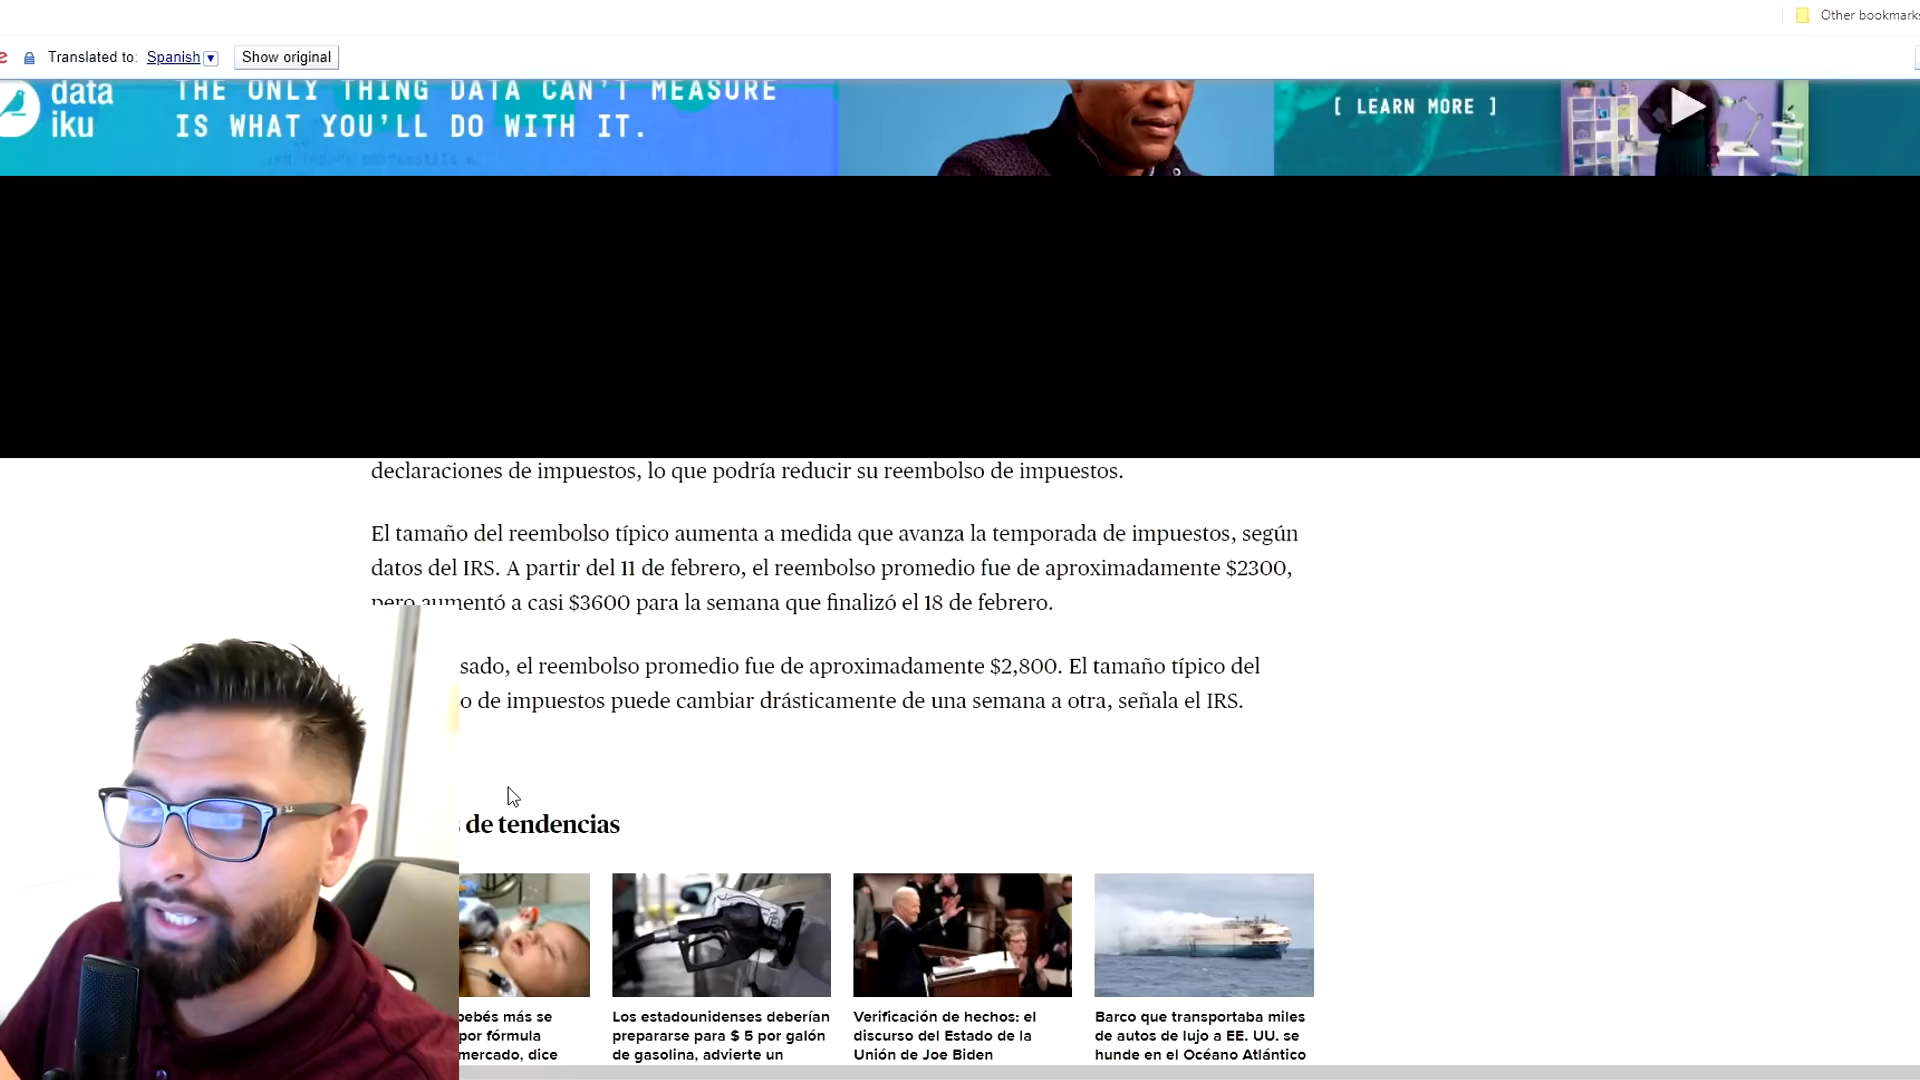 Other bookmarks
Translated to: Spanish Show original
data
iku
THE ONLY THING DATA CAN'T MEASURE
IS WHAT YOU'LL DO WITH IT.
[ LEARN MORE ]
declaraciones de impuestos, lo que podría reducir su reembolso de impuestos.
El tamaño del reembolso típico aumenta a medida que avanza la temporada de impuestos, según
datos del IRS. A partir del 11 de febrero, el reembolso promedio fue de aproximadamente $2300,
pero aumentó a casi $3600 para la semana que finalizó el 18 de febrero.
sado, el reembolso promedio fue de aproximadamente $2,800. El tamaño típico del
o de impuestos puede cambiar drásticamente de una semana a otra, señala el IRS.
de tendencias
bebés más se
por fórmula
mercado, dice
Los estadounidenses deberían
prepararse para $ 5 por galón
de gasolina, advierte un
Verificación de hechos: el
discurso del Estado de la
Unión de Joe Biden
Barco que transportaba miles
de autos de lujo a EE. UU. se
hunde en el Océano Atlántico